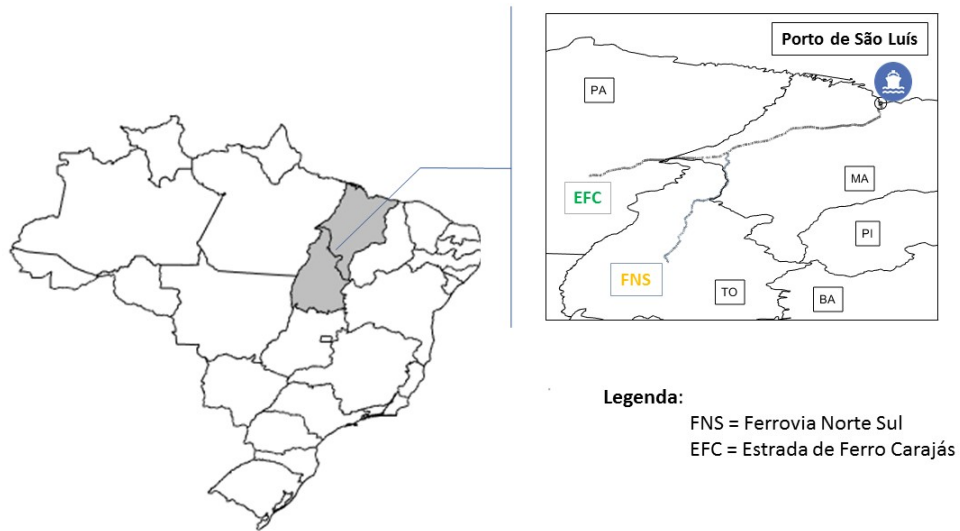 Porto de São Luís
PA
EFC
MA
PI
FNS
TO
BA
Legenda:
FNS = Ferrovia Norte Sul
EFC = Estrada de Ferro Carajás